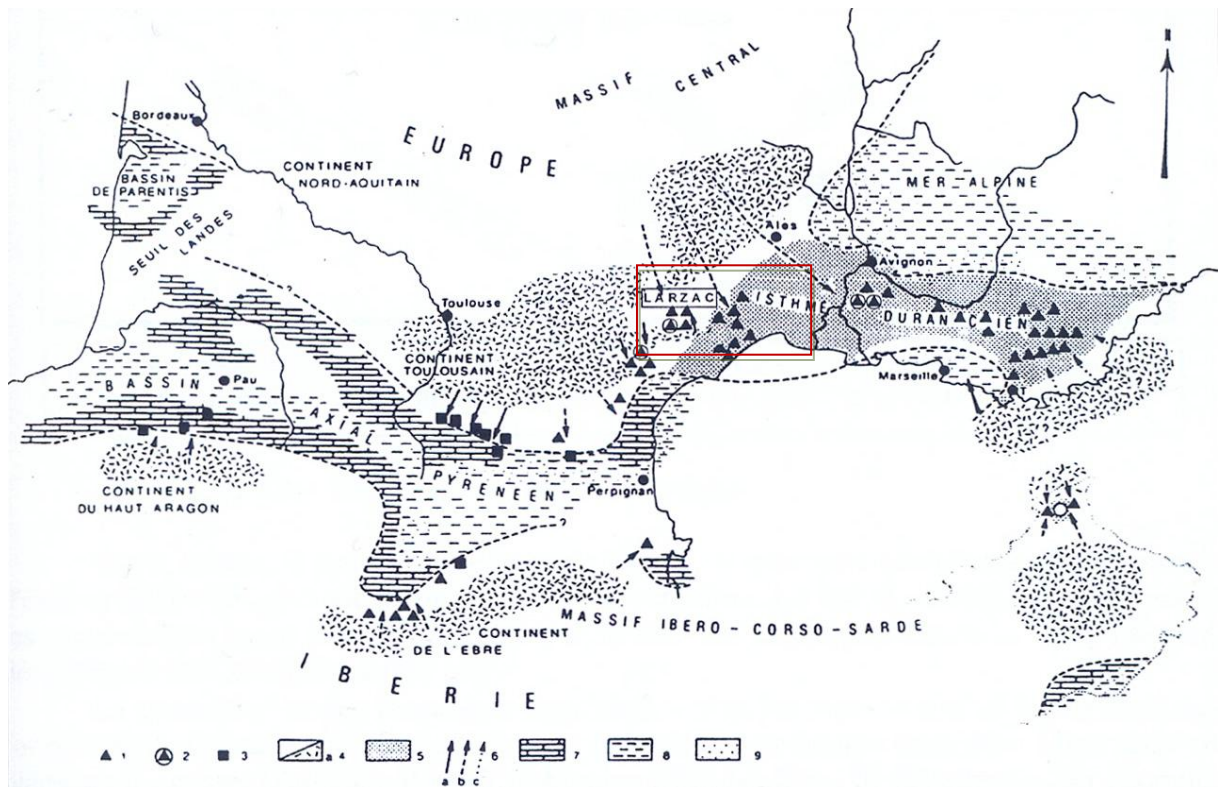 N
MASSIF CENTRAL
Bordeaux
EUROPE
CONTINENT
NORD-AQUITAIN
BASSIN
DE PARENTIS
MER ALPINE
SEUIL DES
LANDES
Ales
Avignon
LARZAC
ISTHME
DURANCIEN
Toulouse
CONTINENT
TOULOUSAIN
Marseille
T
?
BASSIN
Pau
AXIAL
PYRENEEN
Perpignan
CONTINENT
DU HAUT ARAGON
?
MASSIF IBERO-CORSO-SARDE
CONTINENT
DE L'EBRE
IBERIE
1 2 3 a 4 5 6 7 8 9
a b c